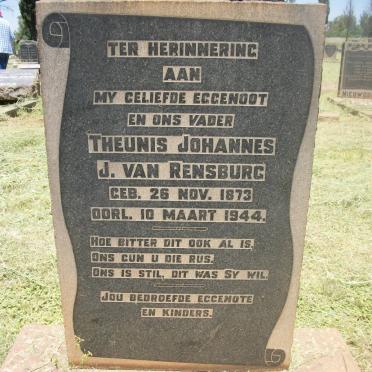 TER HERINNERING
AAN
MY GELIEFDE EGGENOOT
EN ONS VADER
THEUNIS JOHANNES
J. VAN RENSBURG
GEB. 26 NOV. 1873
OORL. 10 MAART 1944.
HOE BITTER DIT OOK AL IS,
ONS GUN U DIE RUS.
ONS IS STIL, DIT WAS SY WIL.
JOU BEDROEFDE EGGENOTE
EN KINDERS.